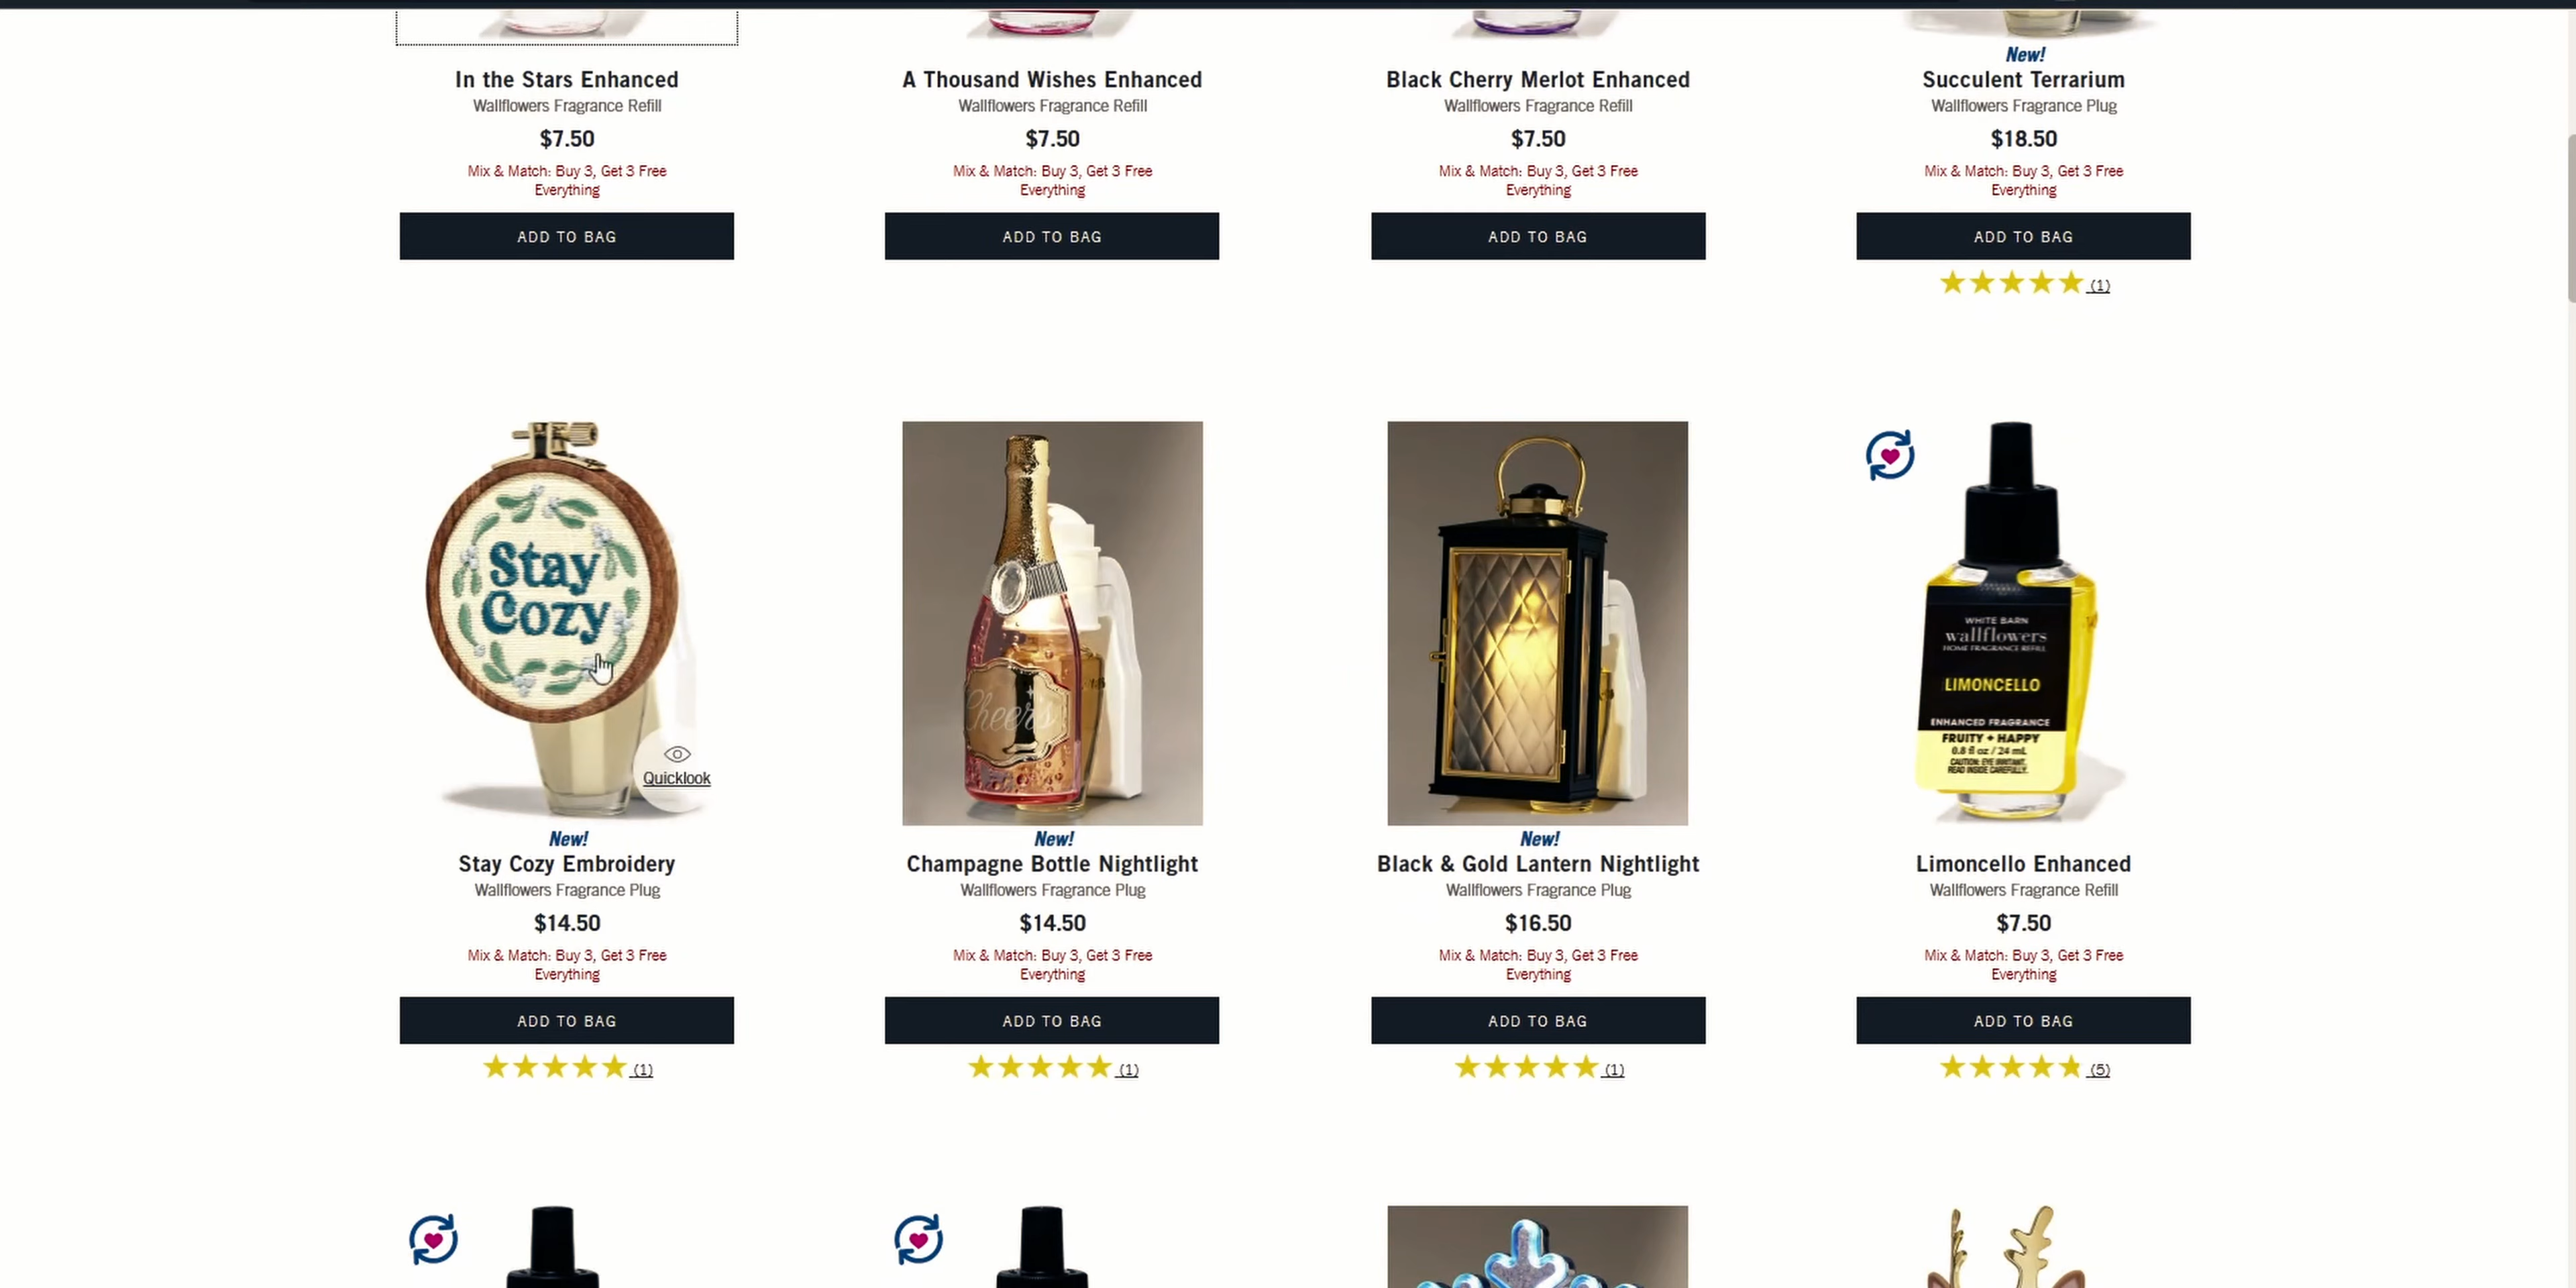 In the Stars Enhanced
Wallflowers Fragrance Refill
$7.50
Mix & Match: Buy 3, Get 3 Free
Everything
ADD TO BAG
A Thousand Wishes Enhanced
Wallflowers Fragrance Refill
$7.50
Mix & Match: Buy 3, Get 3 Free
Everything
ADD TO BAG
Black Cherry Merlot Enhanced
Wallflowers Fragrance Refill
$7.50
Mix & Match: Buy 3, Get 3 Free
Everything
ADD TO BAG
New!
Succulent Terrarium
Wallflowers Fragrance Plug
$18.50
Mix & Match: Buy 3, Get 3 Free
Everything
ADD TO BAG
(1)
Stay
Cozy
Quicklook
New!
Stay Cozy Embroidery
Wallflowers Fragrance Plug
$14.50
Mix & Match: Buy 3, Get 3 Free
Everything
ADD TO BAG
(1)
Cheers
New!
Champagne Bottle Nightlight
Wallflowers Fragrance Plug
$14.50
Mix & Match: Buy 3, Get 3 Free
Everything
ADD TO BAG
(1)
New!
Black & Gold Lantern Nightlight
Wallflowers Fragrance Plug
$16.50
Mix & Match: Buy 3, Get 3 Free
Everything
ADD TO BAG
(1)
WHITE BARN
wallflowers
HOME FRAGRANCE REFILL
LIMONCELLO
ENHANCED FRAGRANCE
FRUITY + HAPPY
0.8 fl oz / 24 mL
CAUTION: EYE IRRITANT.
READ INSIDE CAREFULLY.
Limoncello Enhanced
Wallflowers Fragrance Refill
$7.50
Mix & Match: Buy 3, Get 3 Free
Everything
ADD TO BAG
(5)